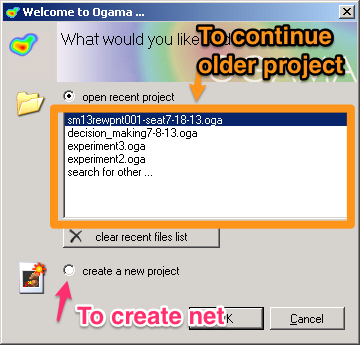 Welcome to Ogama ...
What would you like
To continue
older project
OGAMA
open recent project
sm13rewpnt001-seat7-18-13.oga
decision_making7-8-13.oga
experiment3.oga
experiment2.oga
search for other ...
clear recent files list
create a new project
To create net
Cancel